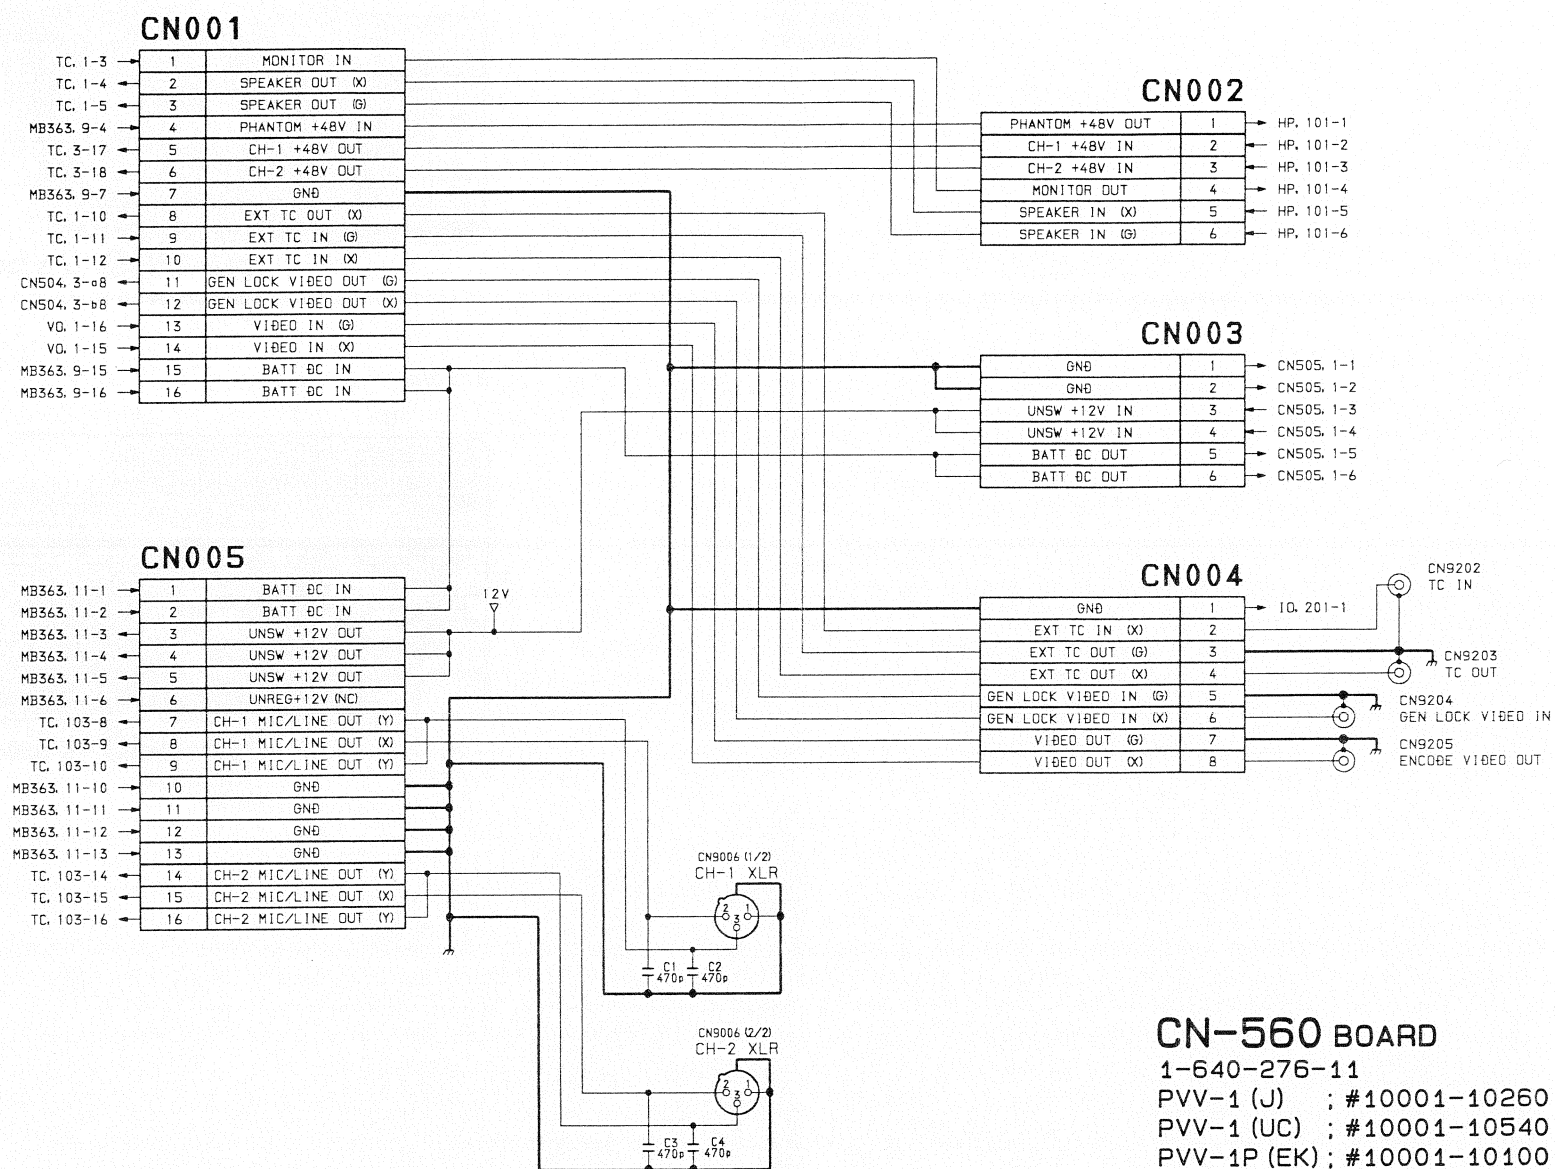 CN001
TC. 1-3 1 MONITOR IN
TC. 1-4 2 SPEAKER OUT (X)
TC. 1-5 3 SPEAKER OUT (G)
MB363. 9-4 4 PHANTOM +48V IN
TC. 3-17 5 CH-1 +48V OUT
TC. 3-18 6 CH-2 +48V OUT
MB363. 9-7 7 GND
TC. 1-10 8 EXT TC OUT (X)
TC. 1-11 9 EXT TC IN (G)
TC. 1-12 10 EXT TC IN (X)
CN504. 3-a8 11 GEN LOCK VIDEO OUT (G)
CN504. 3-b8 12 GEN LOCK VIDEO OUT (X)
VO. 1-16 13 VIDEO IN (G)
VO. 1-15 14 VIDEO IN (X)
MB363. 9-15 15 BATT DC IN
MB363. 9-16 16 BATT DC IN
CN002
PHANTOM +48V OUT 1 HP. 101-1
CH-1 +48V IN 2 HP. 101-2
CH-2 +48V IN 3 HP. 101-3
MONITOR OUT 4 HP. 101-4
SPEAKER IN (X) 5 HP. 101-5
SPEAKER IN (G) 6 HP. 101-6
CN003
GND 1 CN505. 1-1
GND 2 CN505. 1-2
UNSW +12V IN 3 CN505. 1-3
UNSW +12V IN 4 CN505. 1-4
BATT DC OUT 5 CN505. 1-5
BATT DC OUT 6 CN505. 1-6
CN005
MB363. 11-1 1 BATT DC IN
MB363. 11-2 2 BATT DC IN
MB363. 11-3 3 UNSW +12V OUT
MB363. 11-4 4 UNSW +12V OUT
MB363. 11-5 5 UNSW +12V OUT
MB363. 11-6 6 UNREG+12V (NC)
TC. 103-8 7 CH-1 MIC/LINE OUT (Y)
TC. 103-9 8 CH-1 MIC/LINE OUT (X)
TC. 103-10 9 CH-1 MIC/LINE OUT (Y)
MB363. 11-10 10 GND
MB363. 11-11 11 GND
MB363. 11-12 12 GND
MB363. 11-13 13 GND
TC. 103-14 14 CH-2 MIC/LINE OUT (Y)
TC. 103-15 15 CH-2 MIC/LINE OUT (X)
TC. 103-16 16 CH-2 MIC/LINE OUT (Y)
12V
CN004
GND 1 IO. 201-1
EXT TC IN (X) 2
EXT TC OUT (G) 3
EXT TC OUT (X) 4
GEN LOCK VIDEO IN (G) 5
GEN LOCK VIDEO IN (X) 6
VIDEO OUT (G) 7
VIDEO OUT (X) 8
CN9202
TC IN
CN9203
TC OUT
CN9204
GEN LOCK VIDEO IN
CN9205
ENCODE VIDEO OUT
CN9006 (1/2)
CH-1 XLR
2 3 1
C1 470p
C2 470p
CN9006 (2/2)
CH-2 XLR
2 3 1
C3 470p
C4 470p
CN-560 BOARD
1-640-276-11
PVV-1 (J) ; #10001-10260
PVV-1 (UC) ; #10001-10540
PVV-1P (EK) ; #10001-10100